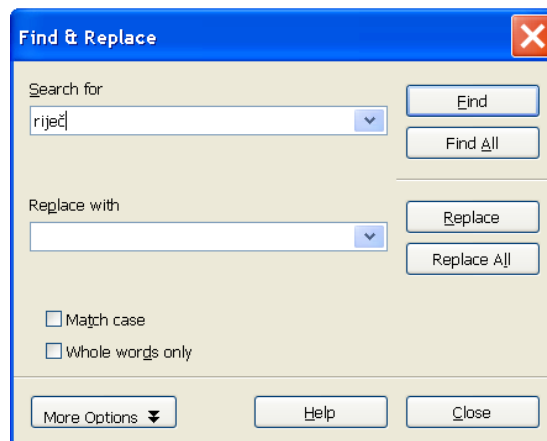 Find & Replace
Search for
riječ
Find
Find All
Replace with
Replace
Replace All
Match case
Whole words only
More Options
Help
Close